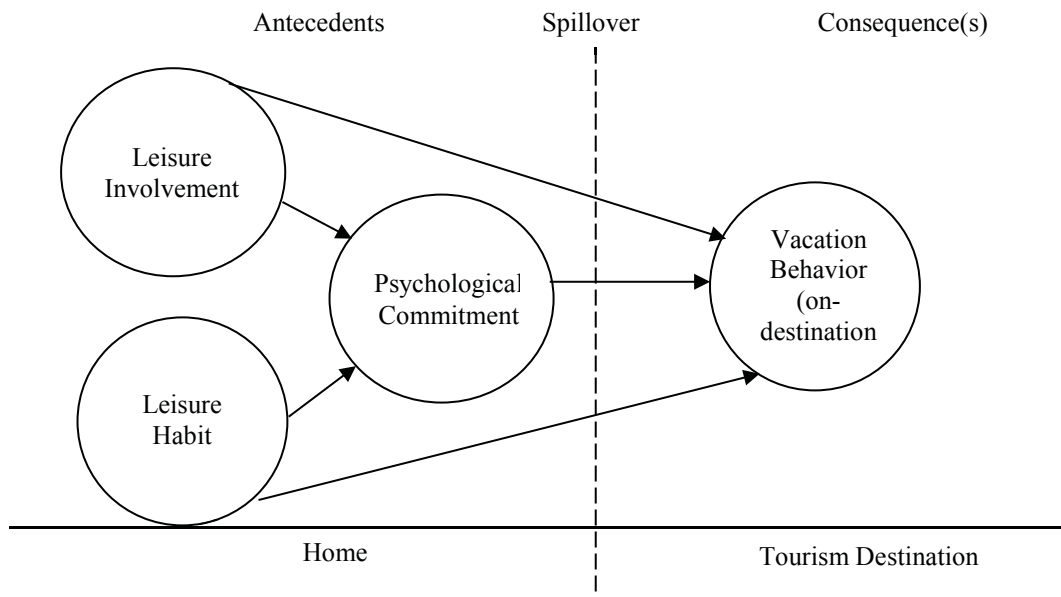 Antecedents Spillover Consequence(s)
Leisure
Involvement
Psychological
Commitment
Vacation
Behavior
(on-
destination
Leisure
Habit
Home Tourism Destination